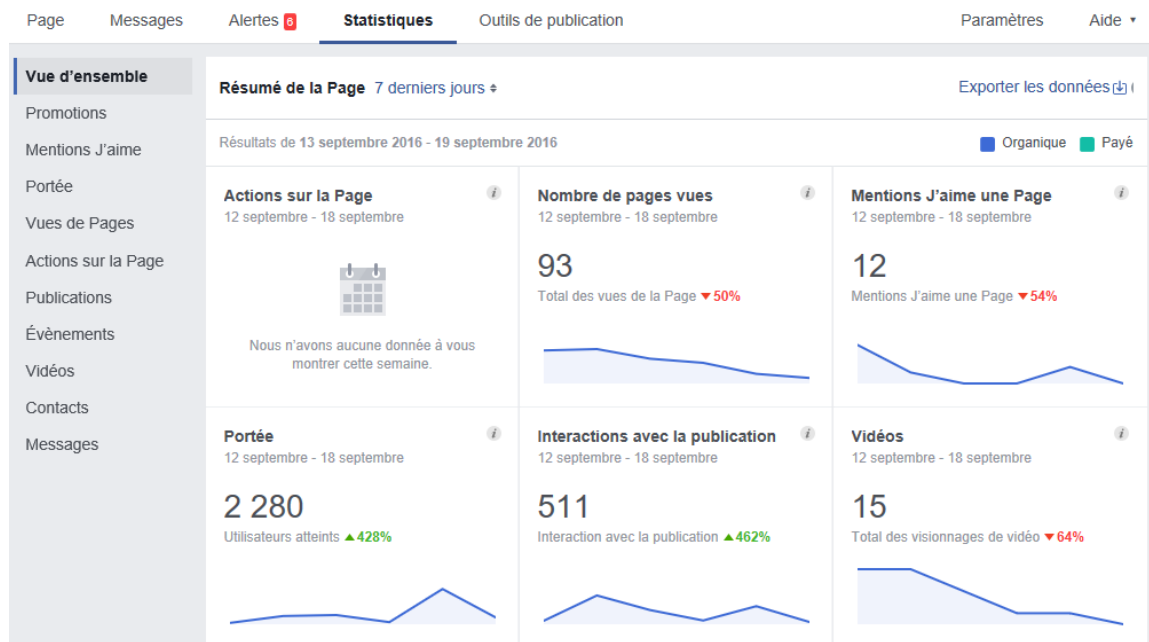 Page Messages Alertes 6 Statistiques Outils de publication Paramètres Aide
Vue d'ensemble
Promotions
Mentions J'aime
Portée
Vues de Pages
Actions sur la Page
Publications
Évènements
Vidéos
Contacts
Messages
Résumé de la Page 7 derniers jours Exporter les données
Résultats de 13 septembre 2016 - 19 septembre 2016 Organique Payé
Actions sur la Page
12 septembre - 18 septembre
Nous n'avons aucune donnée à vous
montrer cette semaine.
Nombre de pages vues
12 septembre - 18 septembre
93
Total des vues de la Page ▼50%
Mentions J'aime une Page
12 septembre - 18 septembre
12
Mentions J'aime une Page ▼54%
Portée
12 septembre - 18 septembre
2 280
Utilisateurs atteints ▲428%
Interactions avec la publication
12 septembre - 18 septembre
511
Interaction avec la publication ▲462%
Vidéos
12 septembre - 18 septembre
15
Total des visionnages de vidéo ▼64%